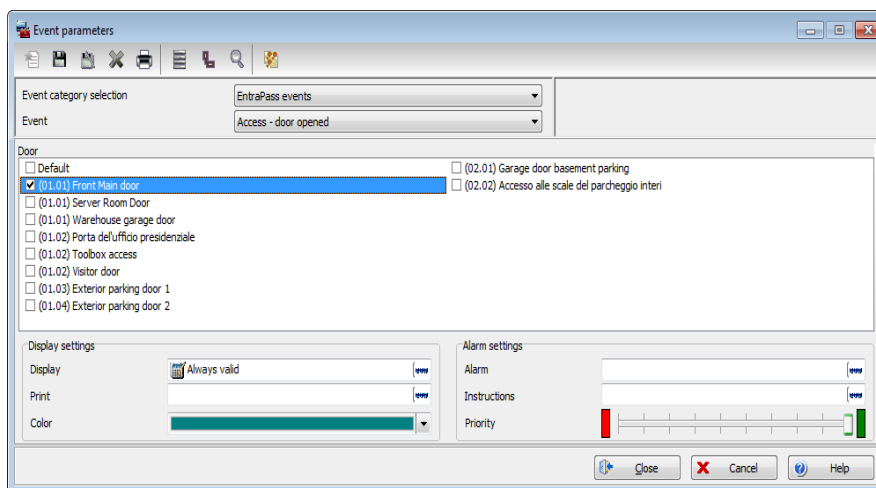 Event parameters
Event category selection
EntraPass events
Event
Access - door opened
Door
Default
(01.01) Front Main door
(01.01) Server Room Door
(01.01) Warehouse garage door
(01.02) Porta del'ufficio presidenziale
(01.02) Toolbox access
(01.02) Visitor door
(01.03) Exterior parking door 1
(01.04) Exterior parking door 2
(02.01) Garage door basement parking
(02.02) Accesso alle scale del parcheggio interi
Display settings
Display
Always valid
Print
Color
Alarm settings
Alarm
Instructions
Priority
Close
Cancel
Help